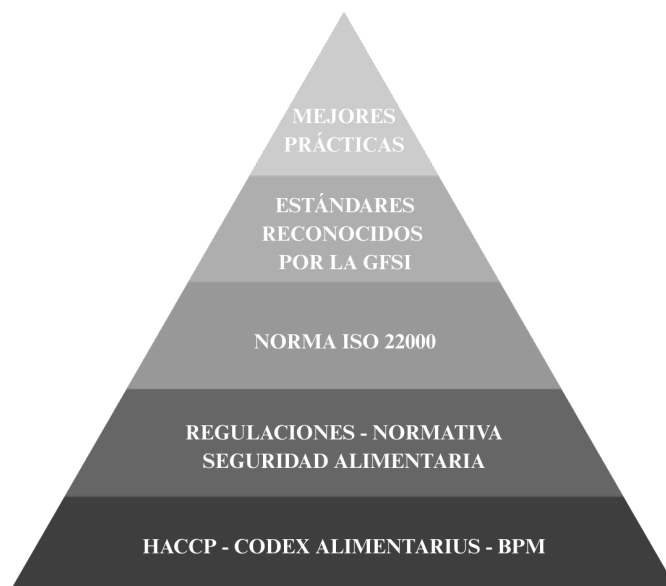 MEJORES
PRÁCTICAS
ESTÁNDARES
RECONOCIDOS
POR LA GFSI
NORMA ISO 22000
REGULACIONES - NORMATIVA
SEGURIDAD ALIMENTARIA
HACCP - CODEX ALIMENTARIUS - BPM